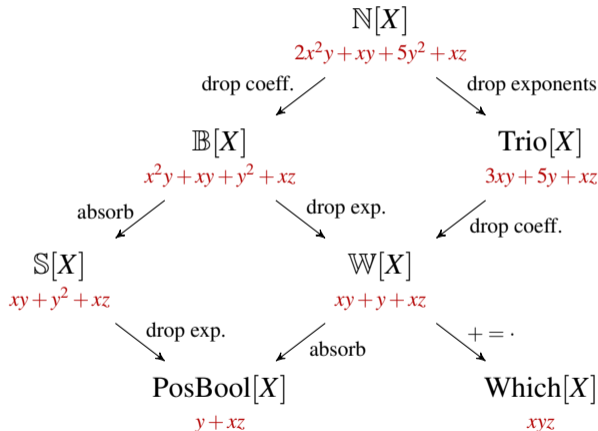 ℕ[X]
2x²y + xy + 5y² + xz
drop coeff. drop exponents
𝔹[X] Trio[X]
x²y + xy + y² + xz 3xy + 5y + xz
absorb drop exp. drop coeff.
𝕊[X] 𝕎[X]
xy + y² + xz xy + y + xz
drop exp. absorb + = ·
PosBool[X] Which[X]
y + xz xyz